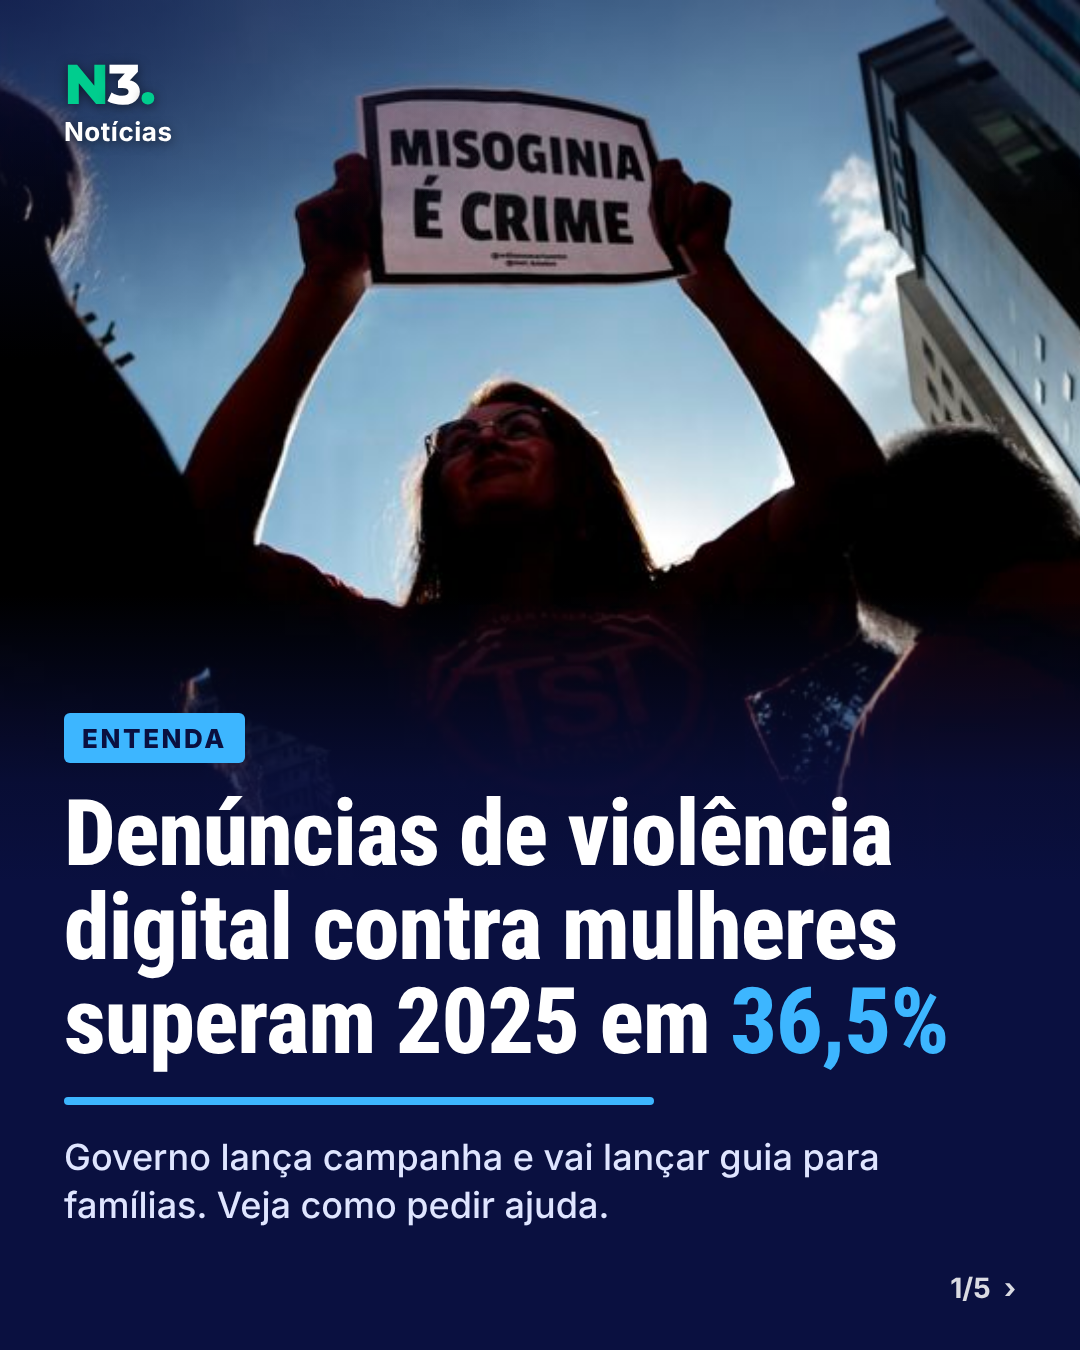 N3.
Notícias
MISOGINIA
É CRIME
ENTENDA
Denúncias de violência
digital contra mulheres
superam 2025 em 36,5%
Governo lança campanha e vai lançar guia para
famílias. Veja como pedir ajuda.
1/5 ›